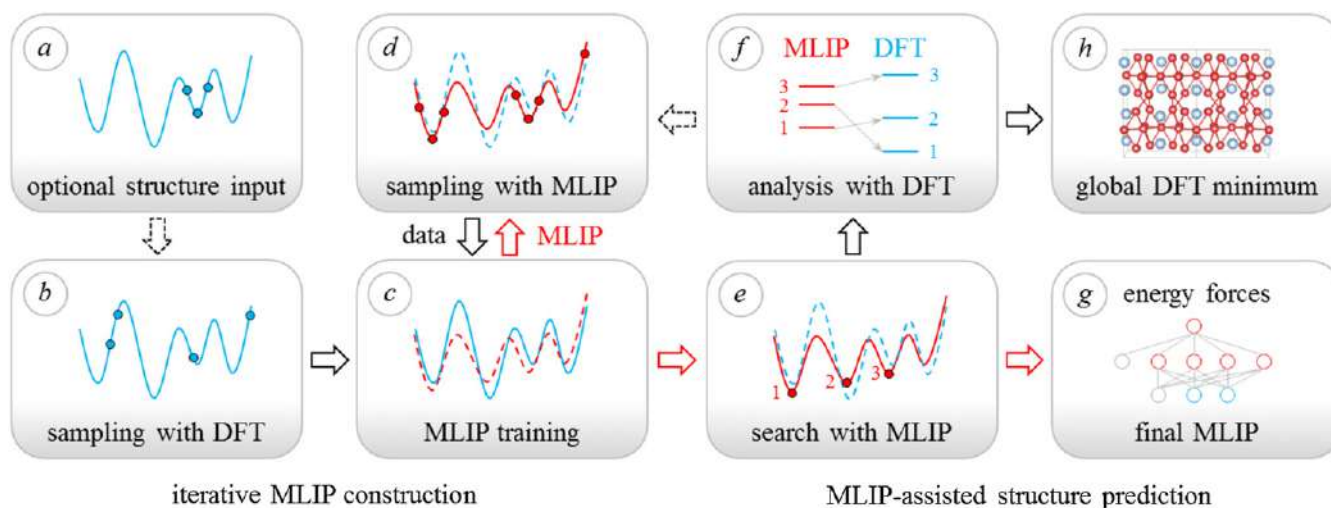 a
optional structure input
d
sampling with MLIP
f
MLIP DFT
3
2
1
3
2
1
analysis with DFT
h
global DFT minimum
data
MLIP
b
sampling with DFT
c
MLIP training
e
1
2
3
search with MLIP
g
energy forces
final MLIP
iterative MLIP construction
MLIP-assisted structure prediction